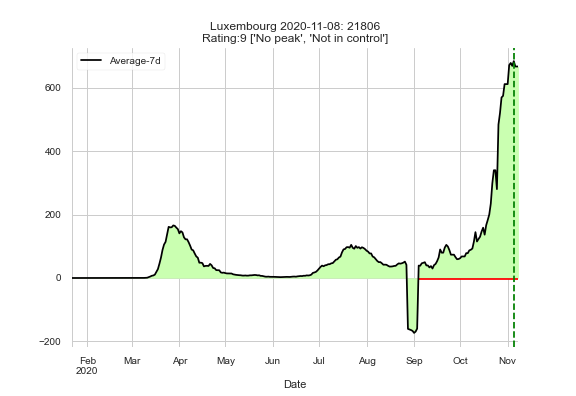 Luxembourg 2020-11-08: 21806
Rating:9 ['No peak', 'Not in control']
Average-7d
600
400
200
0
−200
Feb Mar Apr May Jun Jul Aug Sep Oct Nov
2020
Date